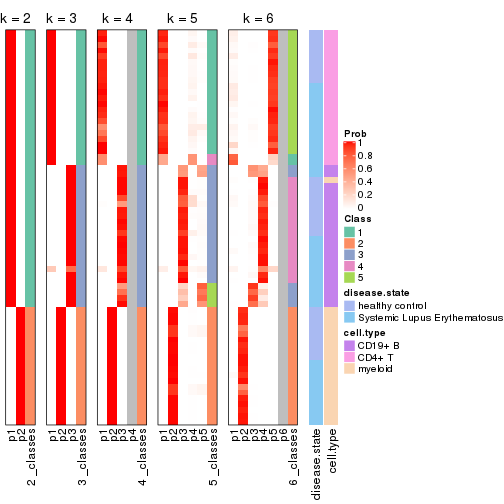 k = 2 k = 3 k = 4 k = 5 k = 6
Prob
1
0.8
0.6
0.4
0.2
0
Class
1
2
3
4
5
disease.state
healthy control
Systemic Lupus Erythematosus
cell.type
CD19+ B
CD4+ T
myeloid
p1
p2
2_classes
p1
p2
p3
3_classes
p1
p2
p3
p4
4_classes
p1
p2
p3
p4
p5
5_classes
p1
p2
p3
p4
p5
p6
6_classes
disease.state
cell.type